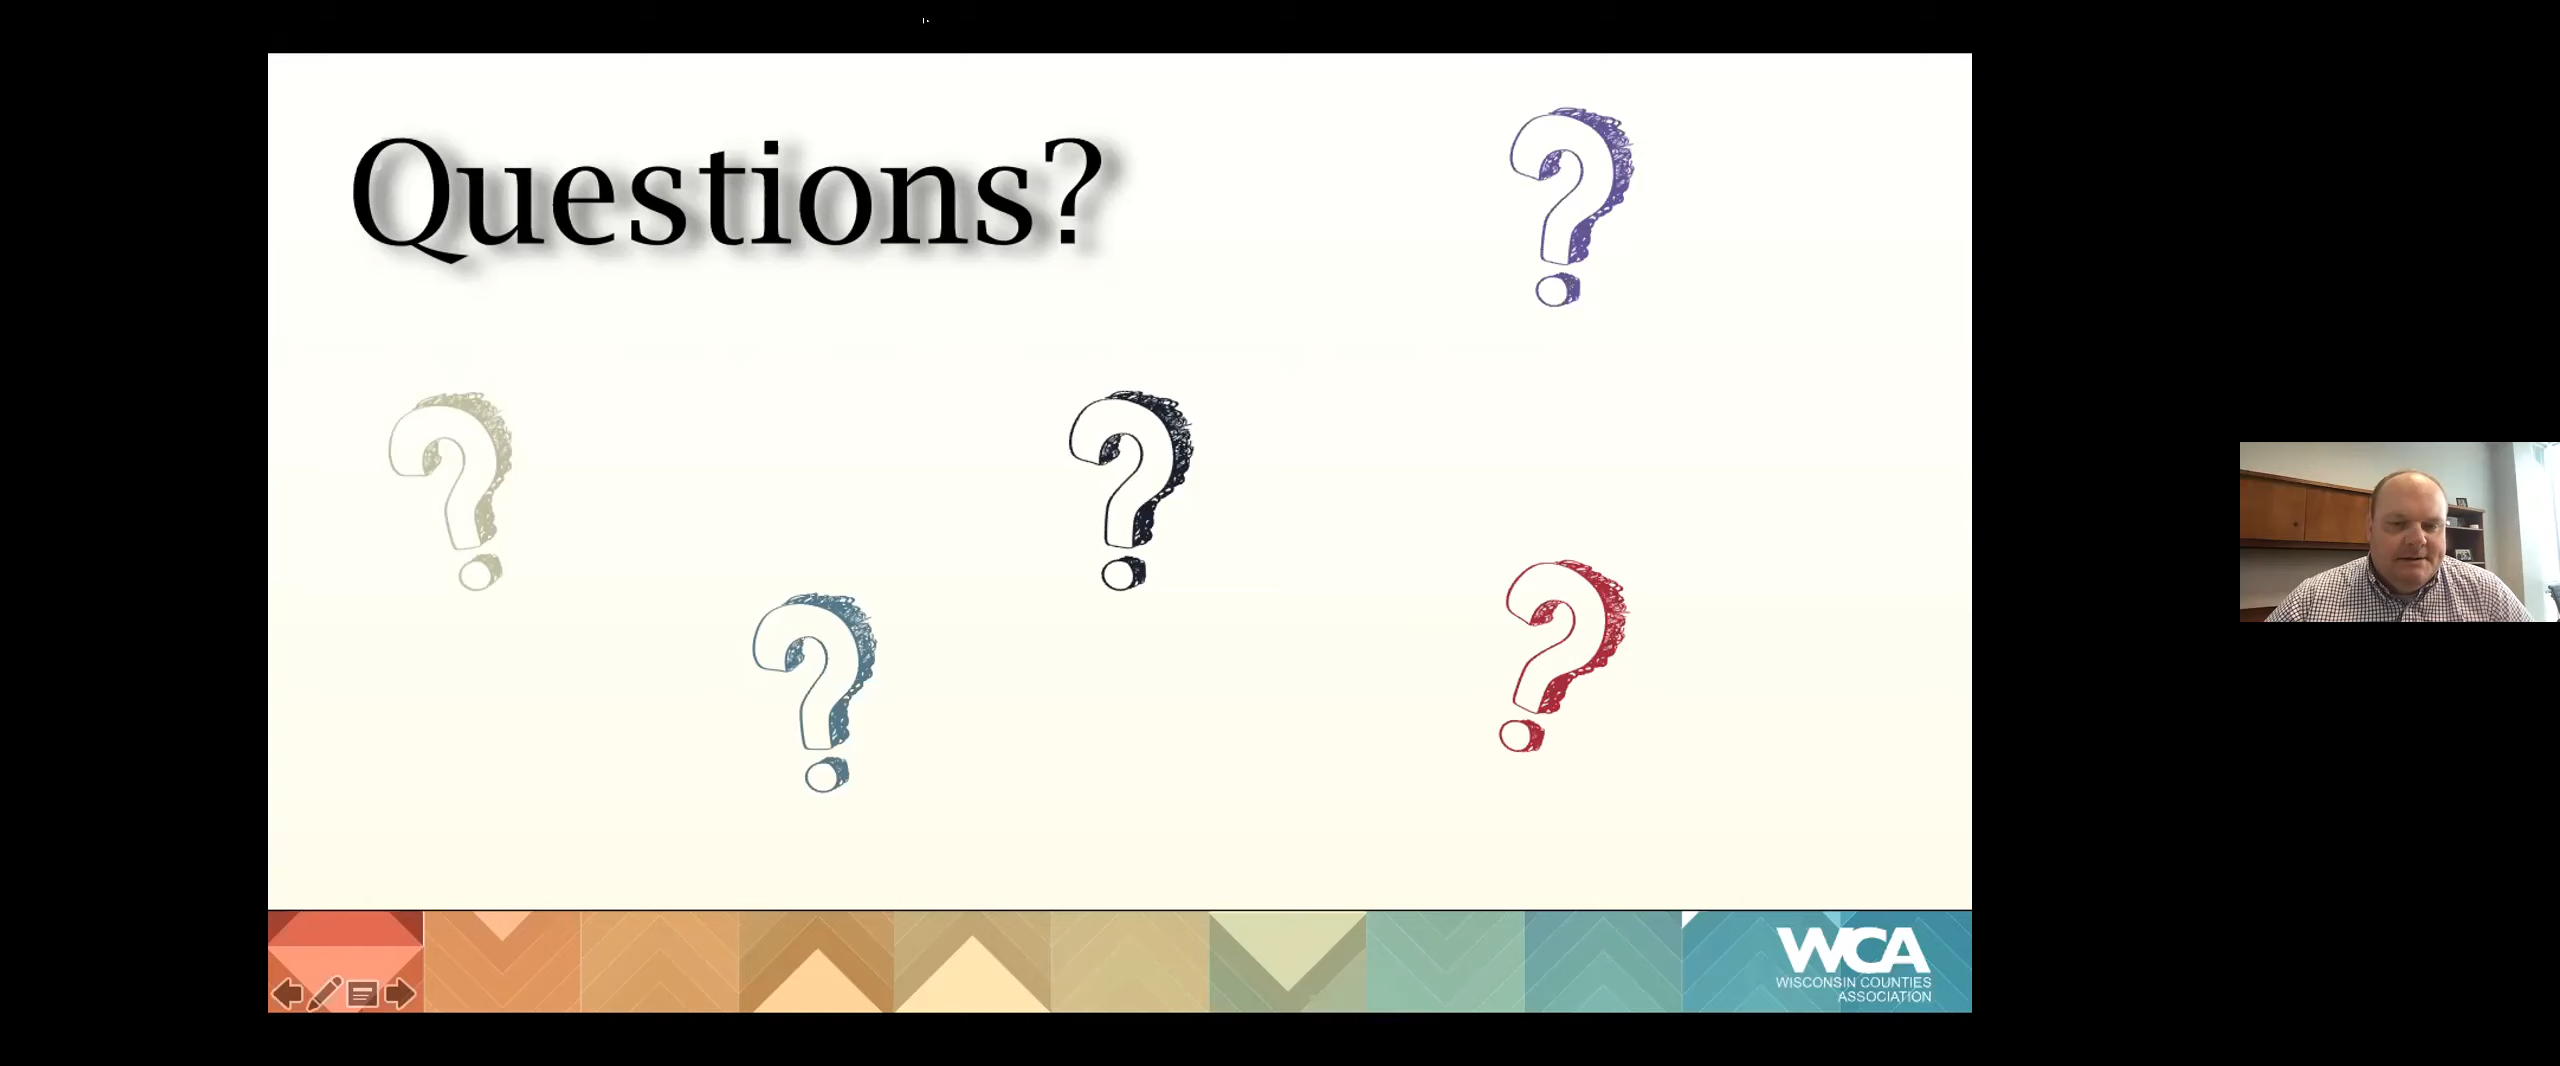 Questions?
?
?
?
?
?
WCA
WISCONSIN COUNTIES
ASSOCIATION